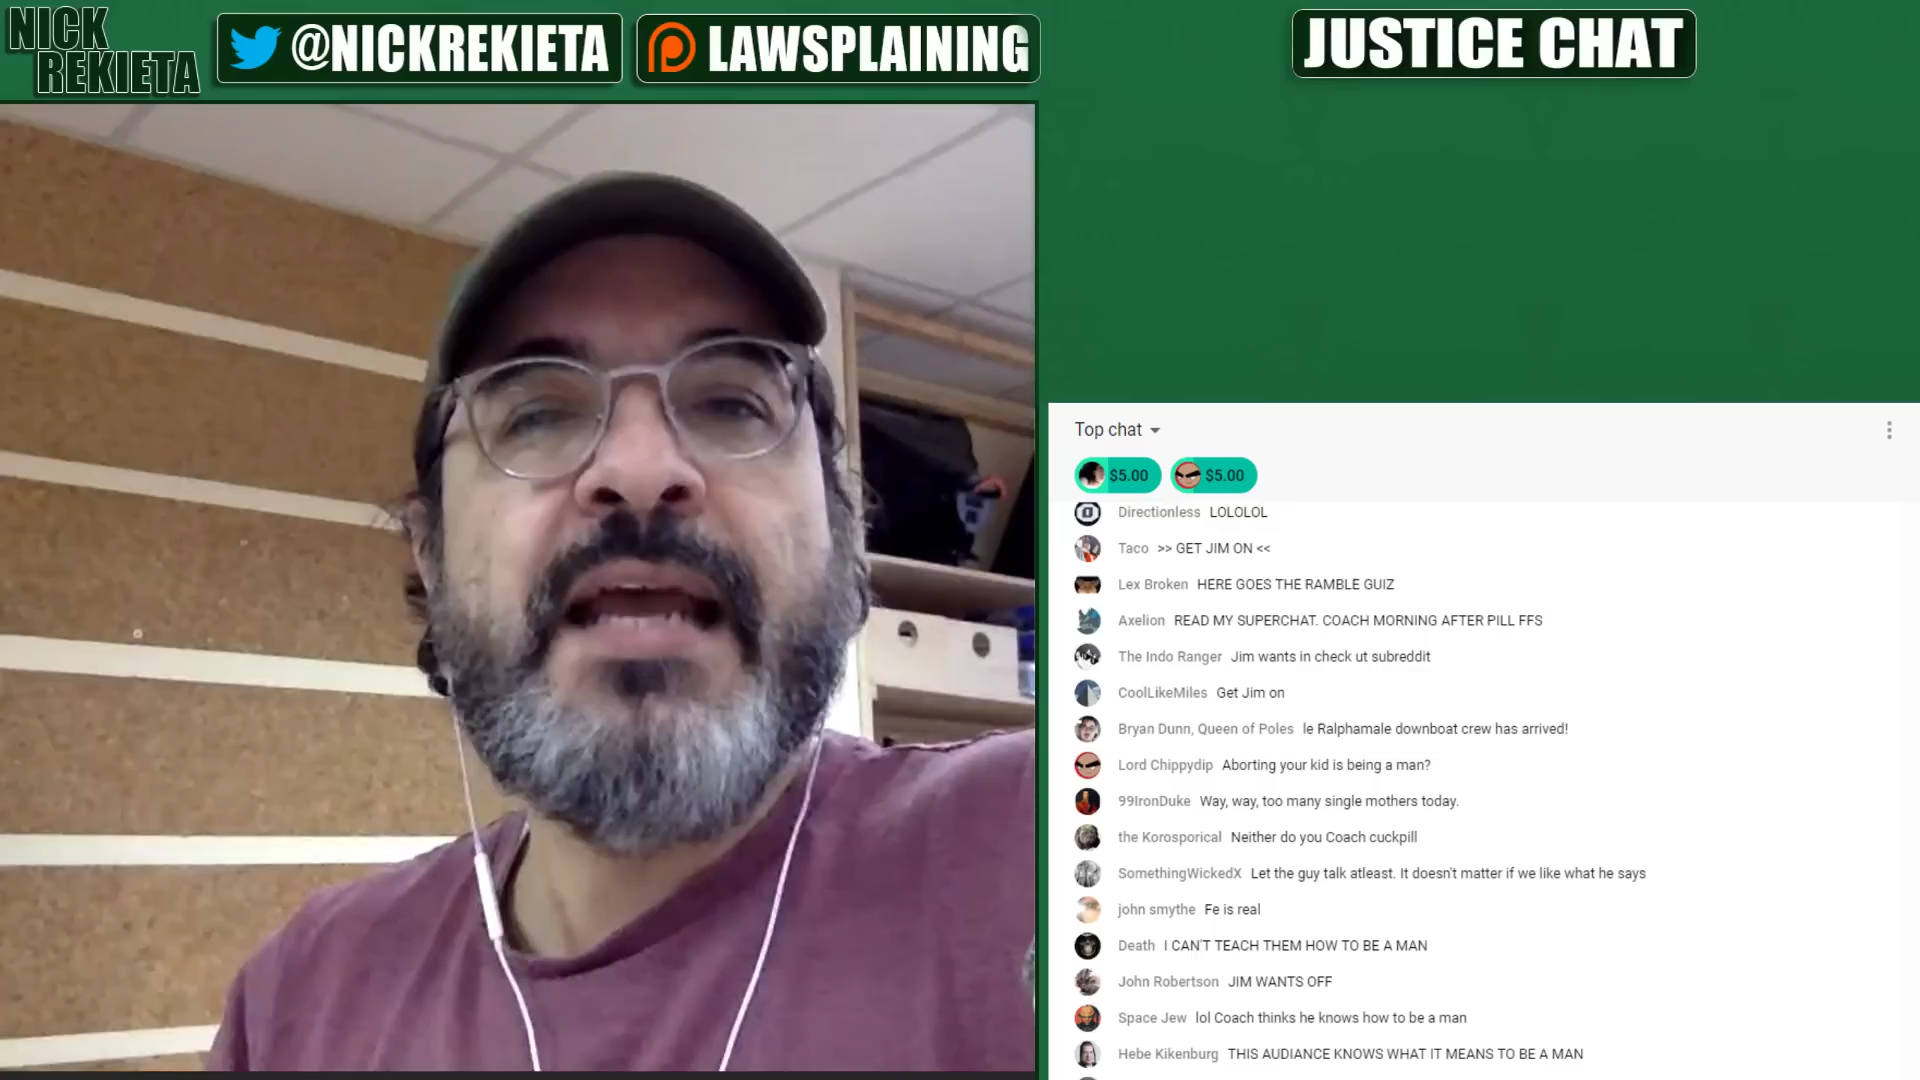 NICK
REKIETA
@NICKREKIETA
LAWSPLAINING
JUSTICE CHAT
Top chat
$5.00 $5.00
Directionless LOLOLOL
Taco >> GET JIM ON <<
Lex Broken HERE GOES THE RAMBLE GUIZ
Axelion READ MY SUPERCHAT. COACH MORNING AFTER PILL FFS
The Indo Ranger Jim wants in check ut subreddit
CoolLikeMiles Get Jim on
Bryan Dunn, Queen of Poles le Ralphamale downboat crew has arrived!
Lord Chippydip Aborting your kid is being a man?
99IronDuke Way, way, too many single mothers today.
the Korosporical Neither do you Coach cuckpill
SomethingWickedX Let the guy talk atleast. It doesn't matter if we like what he says
john smythe Fe is real
Death I CAN'T TEACH THEM HOW TO BE A MAN
John Robertson JIM WANTS OFF
Space Jew lol Coach thinks he knows how to be a man
Hebe Kikenburg THIS AUDIANCE KNOWS WHAT IT MEANS TO BE A MAN